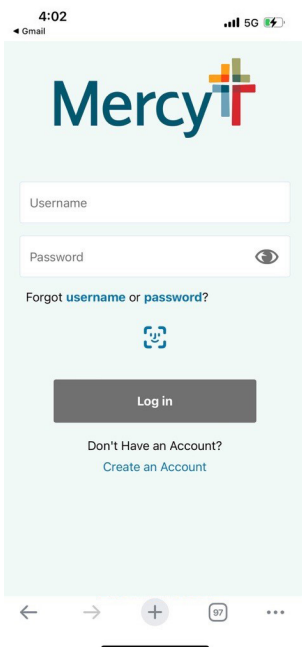 4:02
5G
◀ Gmail
Mercy
Username
Password
Forgot username or password?
Log in
Don't Have an Account?
Create an Account
97